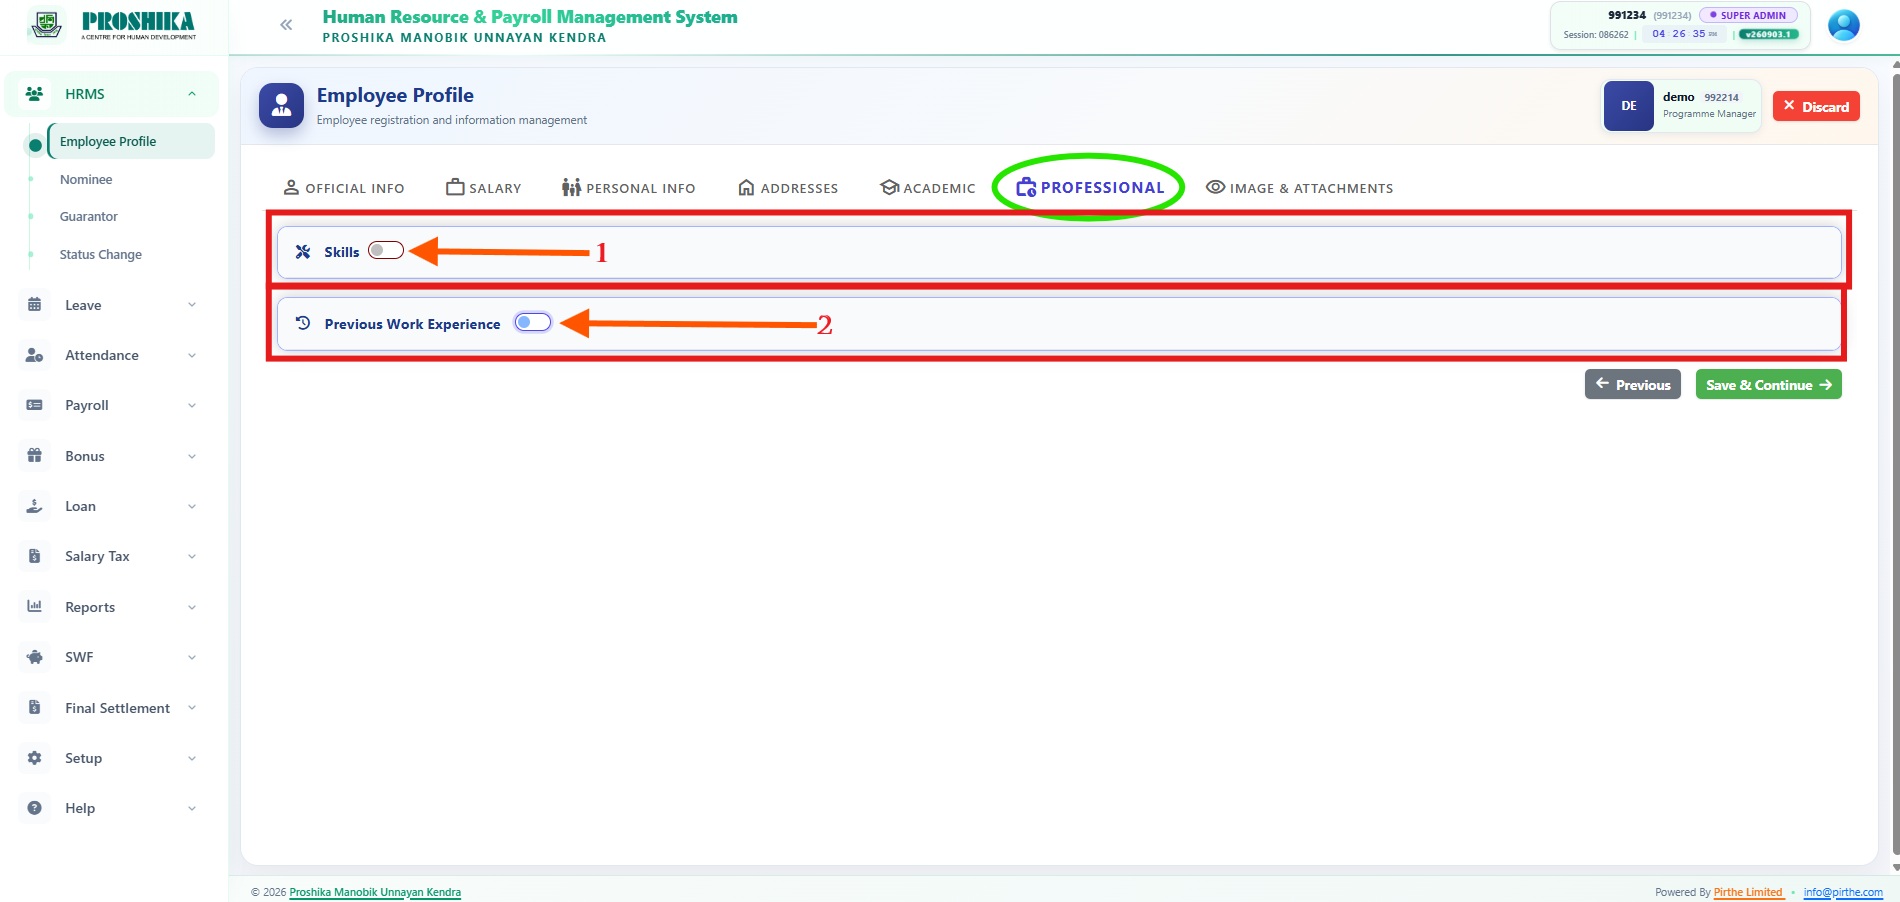 PROSHIKA
A CENTRE FOR HUMAN DEVELOPMENT
Human Resource & Payroll Management System
PROSHIKA MANOBIK UNNAYAN KENDRA
991234 (991234) SUPER ADMIN
Session: 086262 | 04 26 35 | v260903.1
HRMS
Employee Profile
Nominee
Guarantor
Status Change
Leave
Attendance
Payroll
Bonus
Loan
Salary Tax
Reports
SWF
Final Settlement
Setup
Help
Employee Profile
Employee registration and information management
DE
demo 992214
Programme Manager
Discard
OFFICIAL INFO SALARY PERSONAL INFO ADDRESSES ACADEMIC PROFESSIONAL IMAGE & ATTACHMENTS
Skills 1
Previous Work Experience 2
Previous Save & Continue
© 2026 Proshika Manobik Unnayan Kendra
Powered By Pirthe Limited • info@pirthe.com